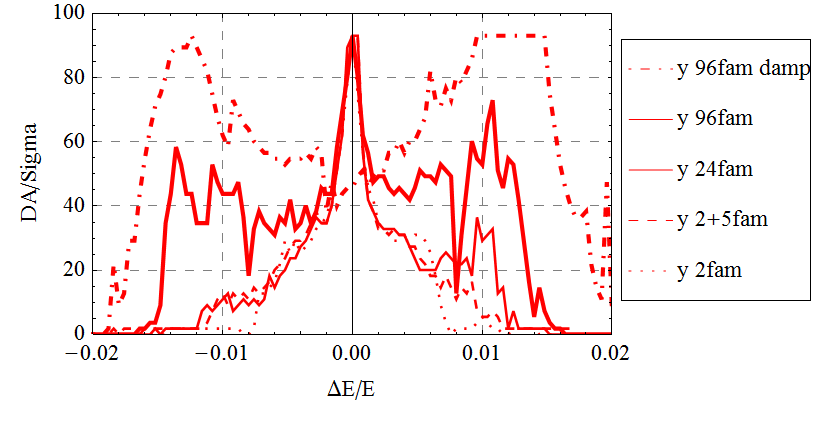 100
80
60
40
20
0
DA/Sigma
−0.02
−0.01
0.00
0.01
0.02
ΔE/E
y 96fam damp
y 96fam
y 24fam
y 2+5fam
y 2fam